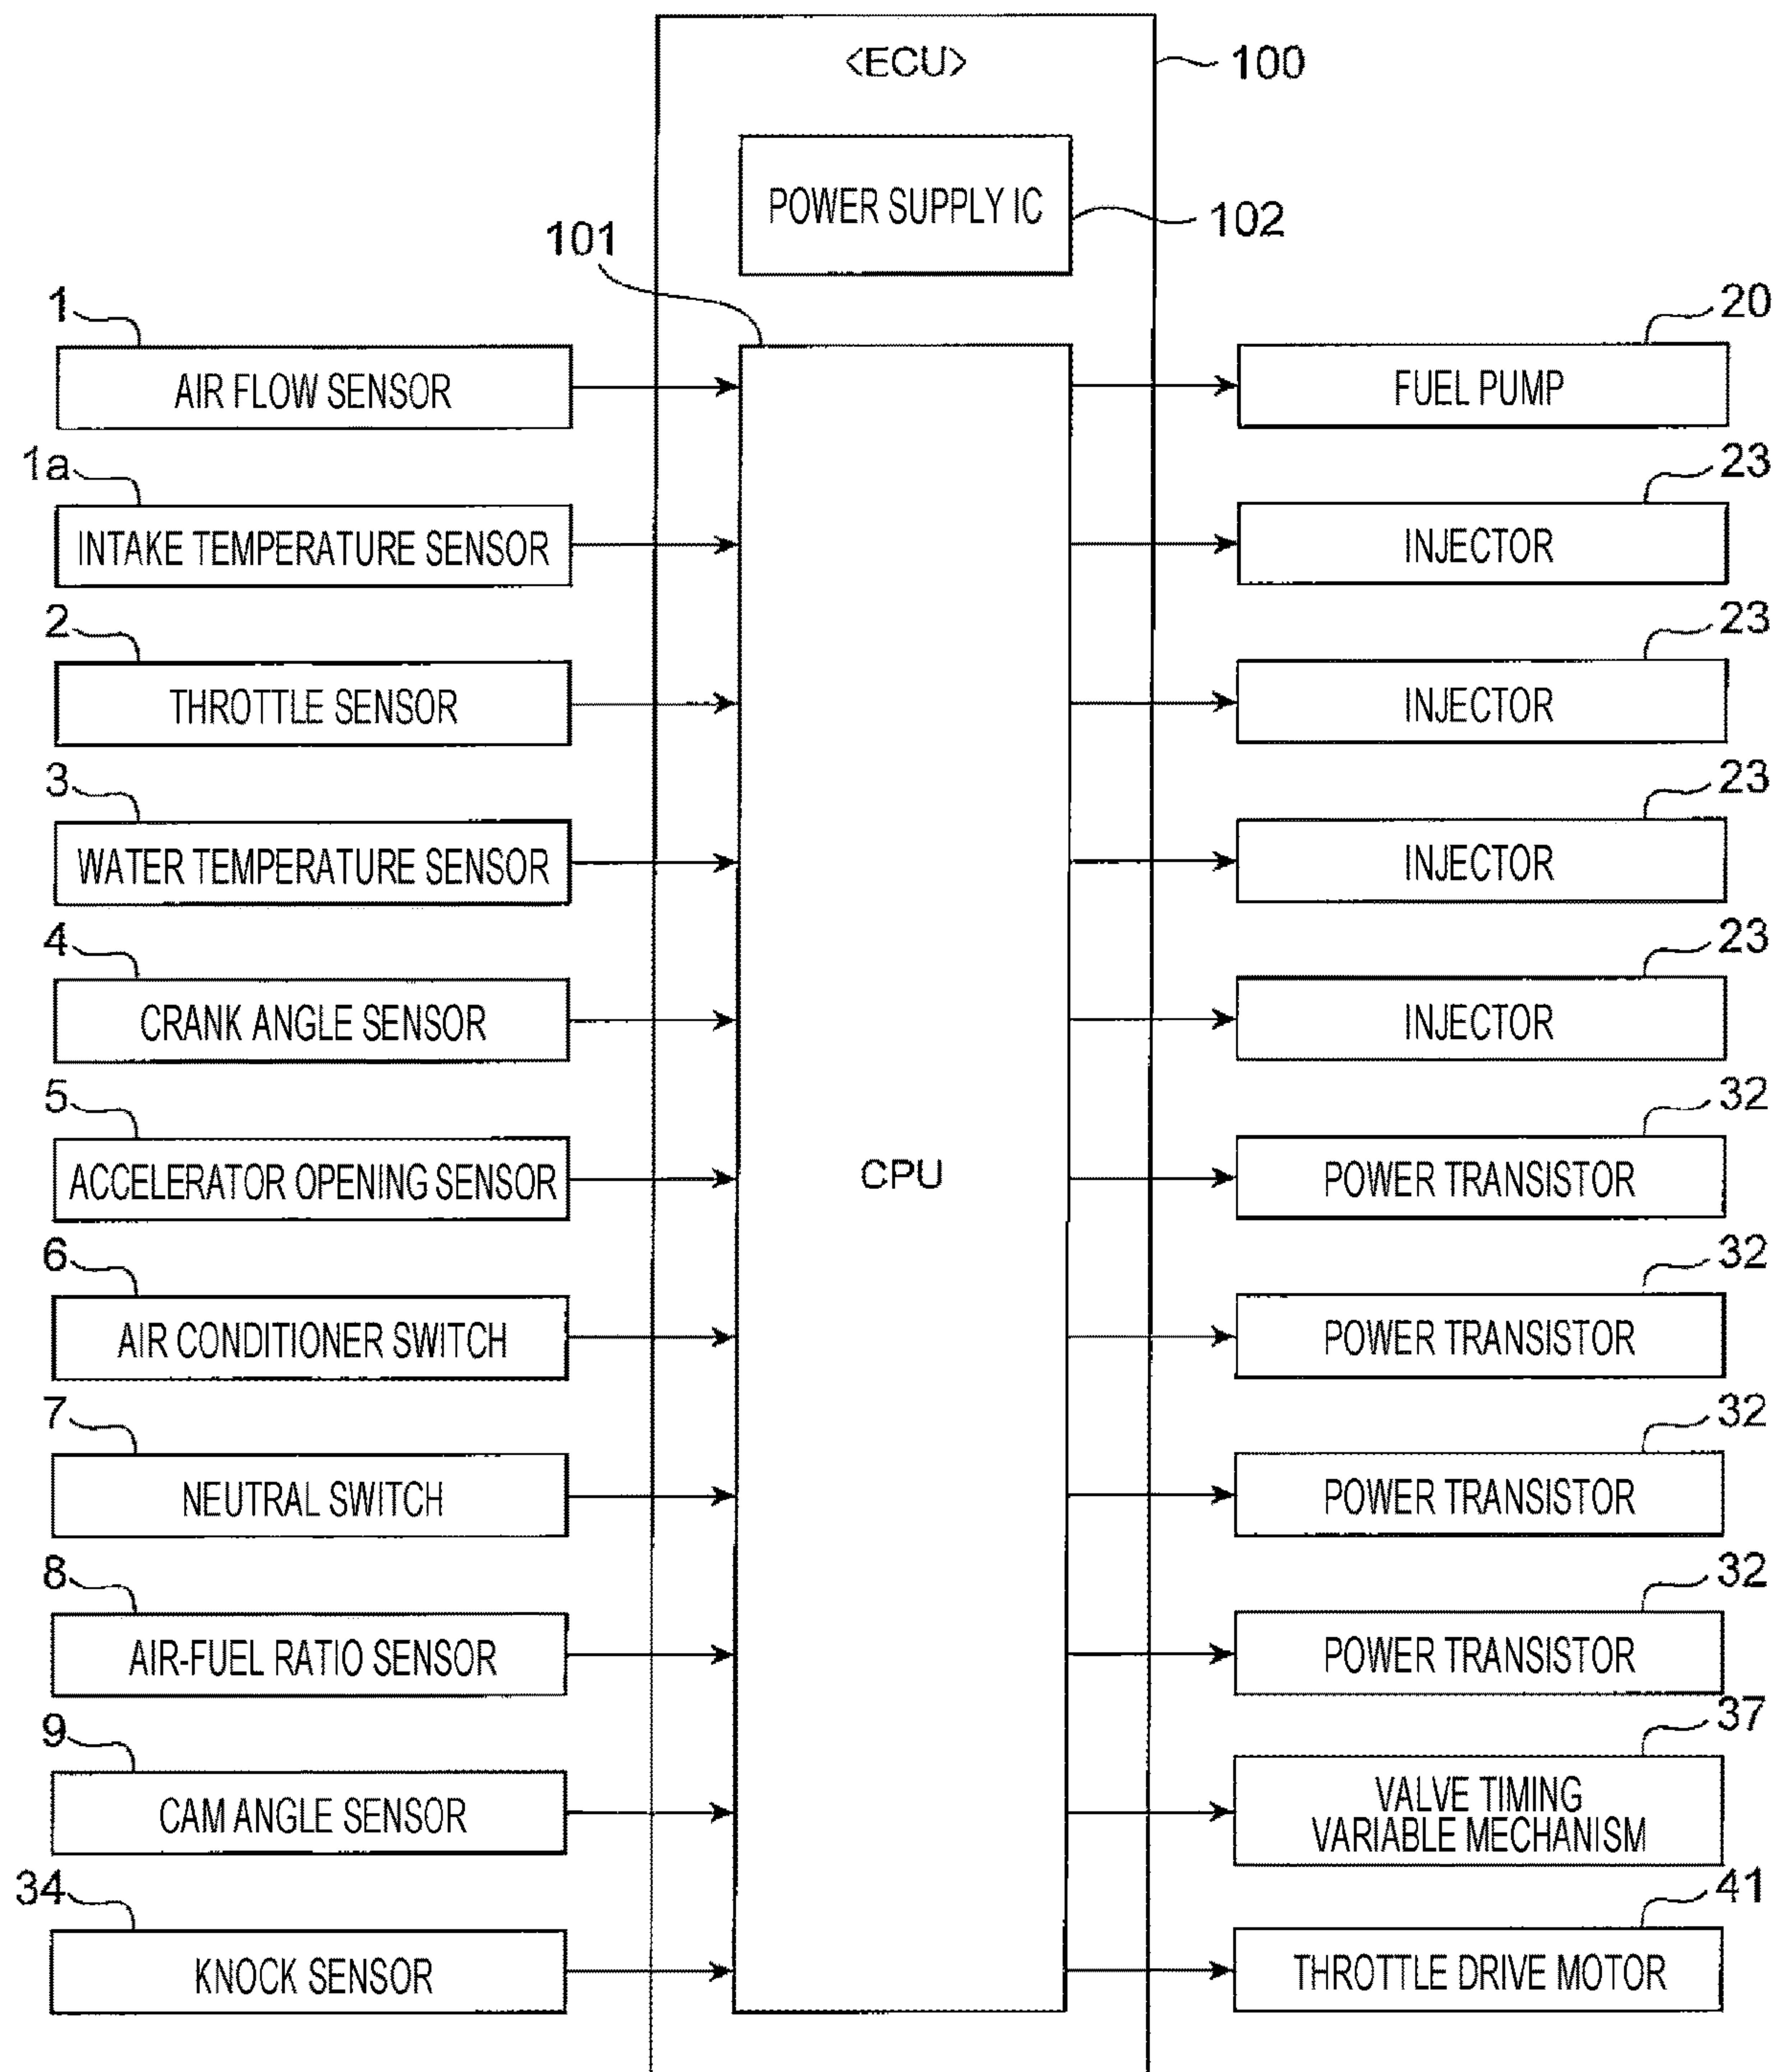 <ECU>
100
POWER SUPPLY IC
102
101
1
AIR FLOW SENSOR
1a
INTAKE TEMPERATURE SENSOR
2
THROTTLE SENSOR
3
WATER TEMPERATURE SENSOR
4
CRANK ANGLE SENSOR
5
ACCELERATOR OPENING SENSOR
6
AIR CONDITIONER SWITCH
7
NEUTRAL SWITCH
8
AIR-FUEL RATIO SENSOR
9
CAM ANGLE SENSOR
34
KNOCK SENSOR
CPU
20
FUEL PUMP
23
INJECTOR
23
INJECTOR
23
INJECTOR
23
INJECTOR
32
POWER TRANSISTOR
32
POWER TRANSISTOR
32
POWER TRANSISTOR
32
POWER TRANSISTOR
37
VALVE TIMING
VARIABLE MECHANISM
41
THROTTLE DRIVE MOTOR